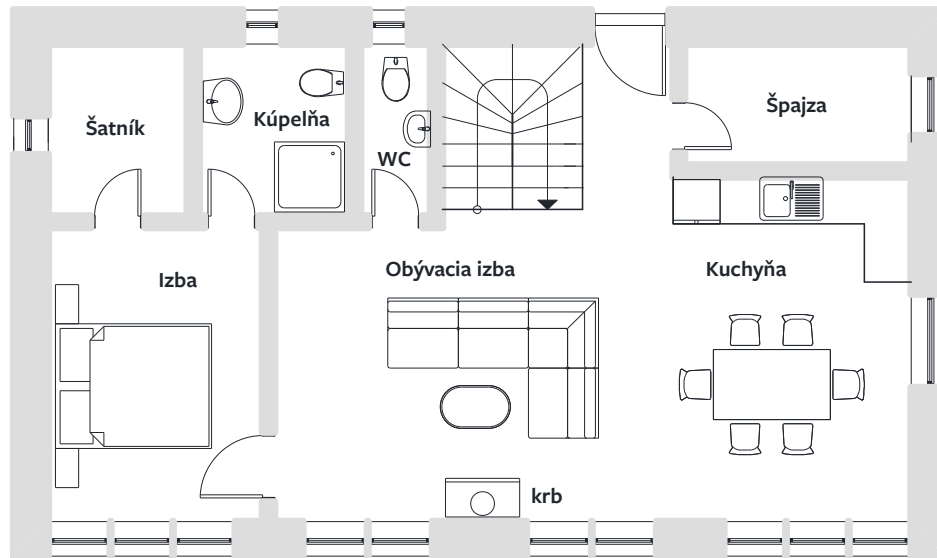 Šatník
Kúpelňa
WC
Špajza
Izba
Obývacia izba
Kuchyňa
krb